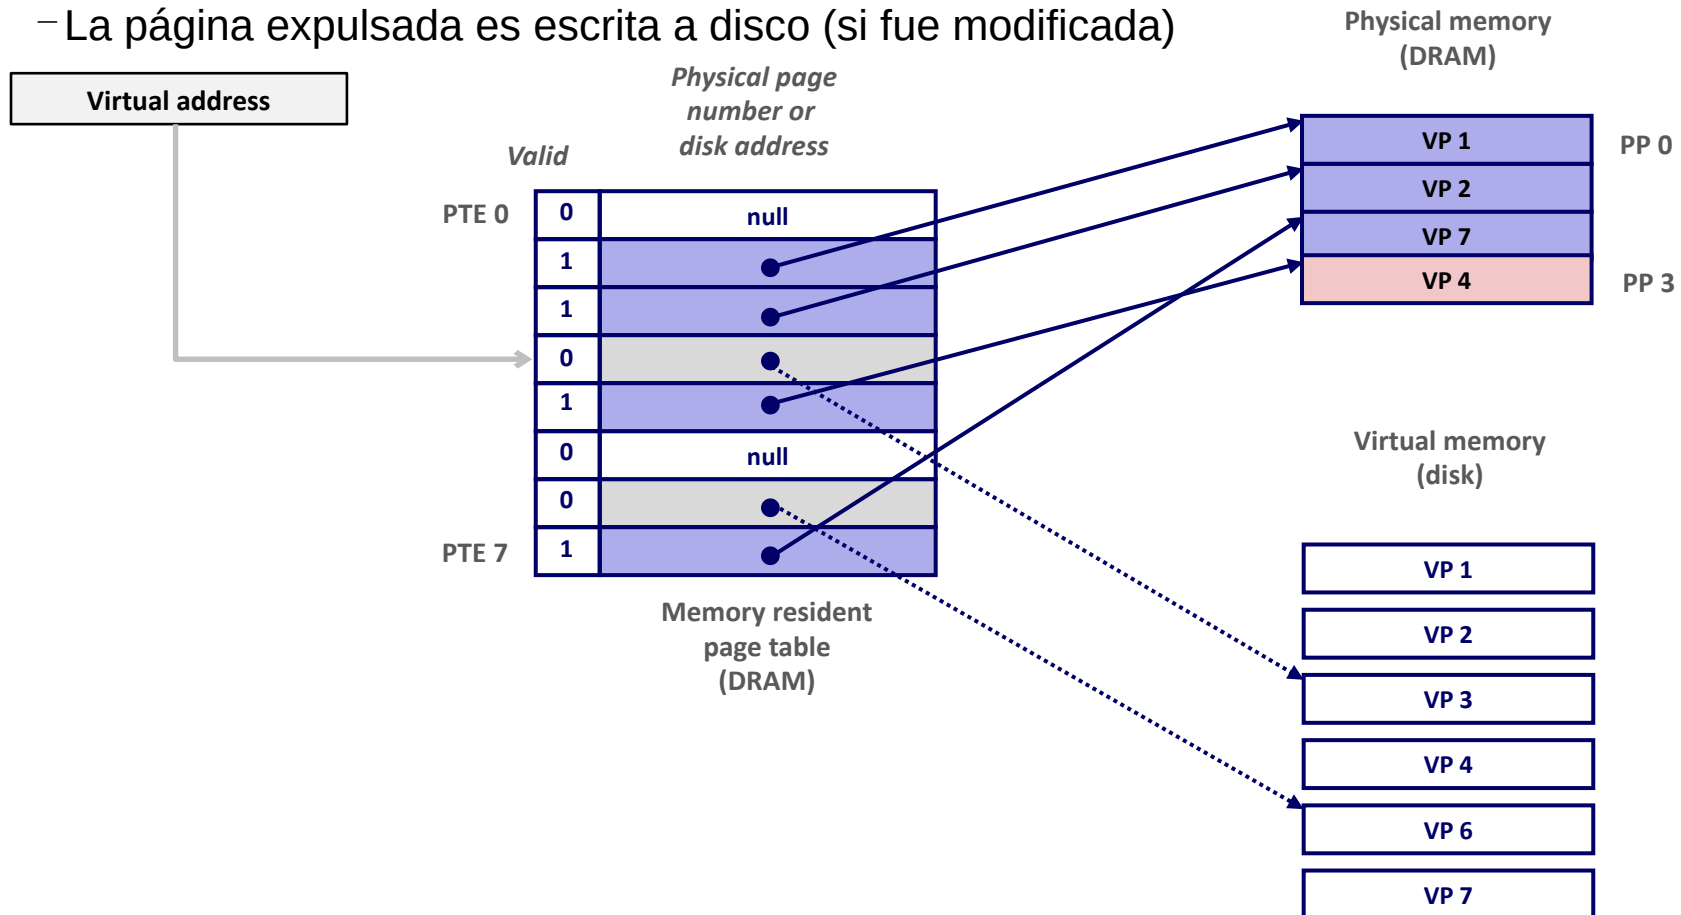 –La página expulsada es escrita a disco (si fue modificada)
Virtual address
Physical page
number or
disk address
Valid
PTE 0
0
null
1
1
0
1
0
null
0
PTE 7
1
Memory resident
page table
(DRAM)
Physical memory
(DRAM)
VP 1
PP 0
VP 2
VP 7
VP 4
PP 3
Virtual memory
(disk)
VP 1
VP 2
VP 3
VP 4
VP 6
VP 7